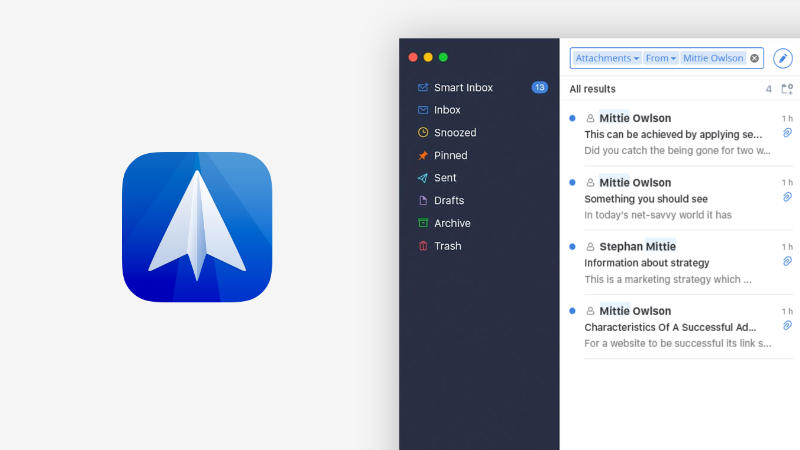 Smart Inbox 13
Inbox
Snoozed
Pinned
Sent
Drafts
Archive
Trash
Attachments From Mittie Owlson
All results 4
Mittie Owlson 1 h
This can be achieved by applying se...
Did you catch the being gone for two w...
Mittie Owlson 1 h
Something you should see
In today's net-savvy world it has
Stephan Mittie 1 h
Information about strategy
This is a marketing strategy which ...
Mittie Owlson 1 h
Characteristics Of A Successful Ad...
For a website to be successful its link s...